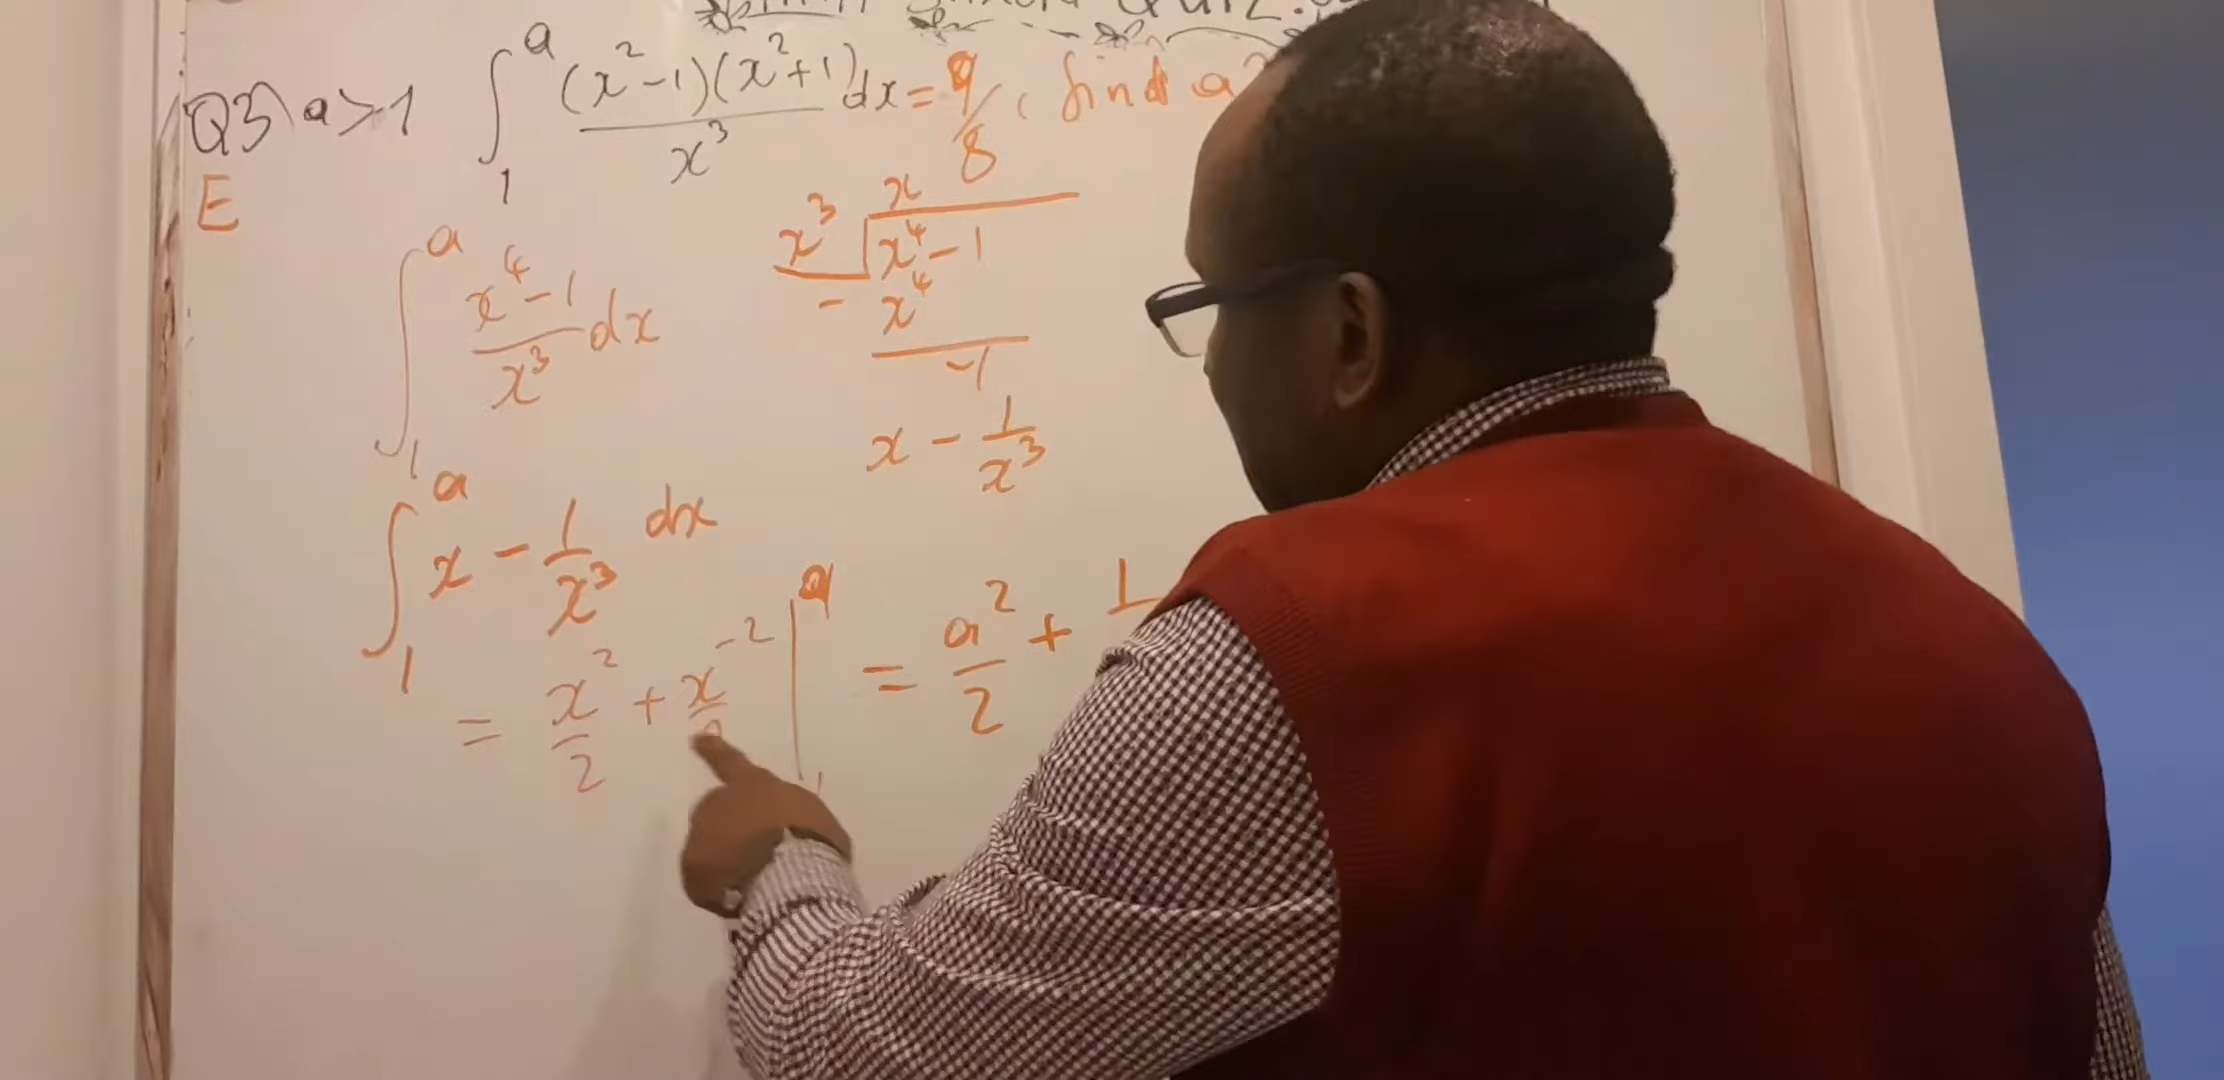 Quiz.
Q3) a>1 ∫₁ᵃ (x²-1)(x²+1)/x³ dx = 9/8, find a?
E
∫₁ᵃ (x⁴-1)/x³ dx
x
x³ x⁴-1
- x⁴
-1
x - 1/x³
∫₁ᵃ x - 1/x³ dx
= x²/2 + x⁻²/ |₁ᵃ = a²/2 + 1